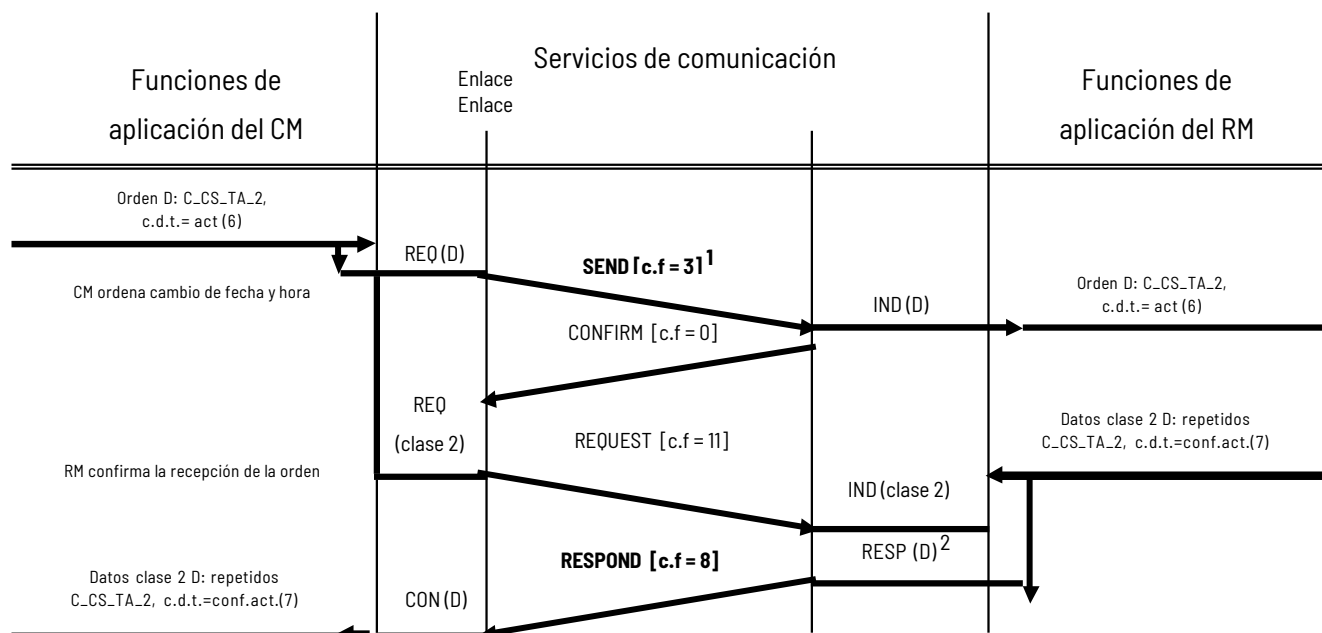 Servicios de comunicación
Funciones de
aplicación del CM
Enlace
Enlace
Funciones de
aplicación del RM
Orden D: C_CS_TA_2,
c.d.t.= act (6)
REQ (D)
SEND [c.f = 3]1
CM ordena cambio de fecha y hora
IND (D)
Orden D: C_CS_TA_2,
c.d.t.= act (6)
CONFIRM [c.f = 0]
REQ
(clase 2)
REQUEST [c.f = 11]
Datos clase 2 D: repetidos
C_CS_TA_2, c.d.t.=conf.act.(7)
RM confirma la recepción de la orden
IND (clase 2)
RESP (D)2
RESPOND [c.f = 8]
Datos clase 2 D: repetidos
C_CS_TA_2, c.d.t.=conf.act.(7)
CON (D)